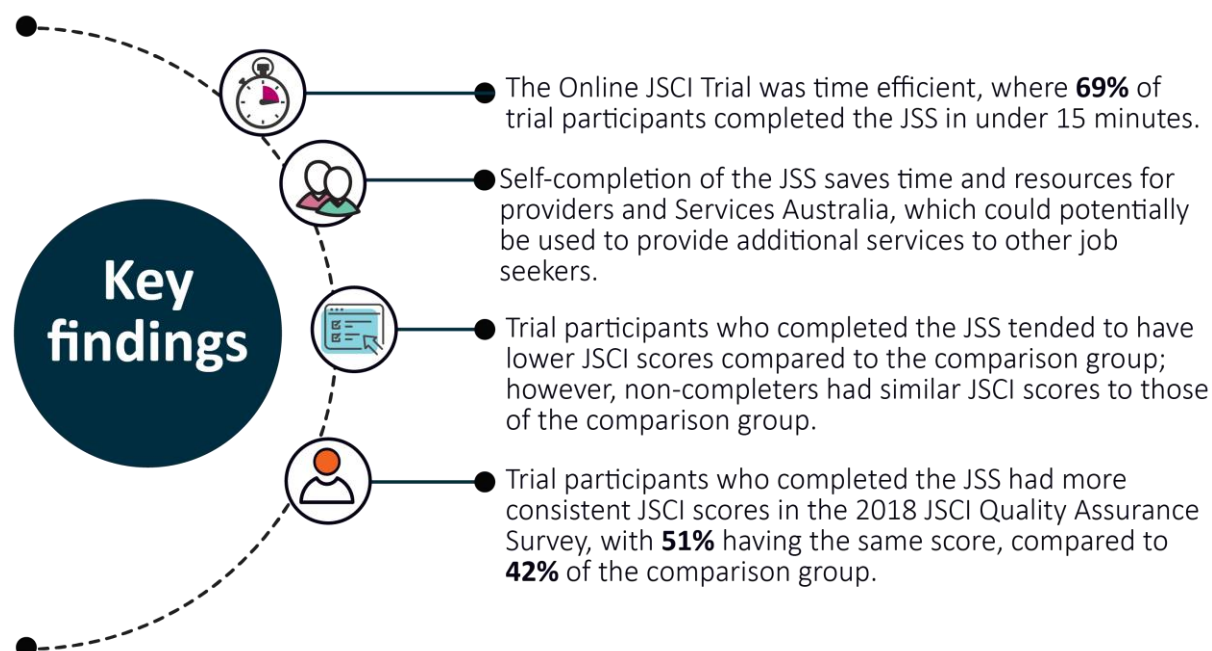 Key
findings
The Online JSCI Trial was time efficient, where 69% of
trial participants completed the JSS in under 15 minutes.
Self-completion of the JSS saves time and resources for
providers and Services Australia, which could potentially
be used to provide additional services to other job
seekers.
Trial participants who completed the JSS tended to have
lower JSCI scores compared to the comparison group;
however, non-completers had similar JSCI scores to those
of the comparison group.
Trial participants who completed the JSS had more
consistent JSCI scores in the 2018 JSCI Quality Assurance
Survey, with 51% having the same score, compared to
42% of the comparison group.